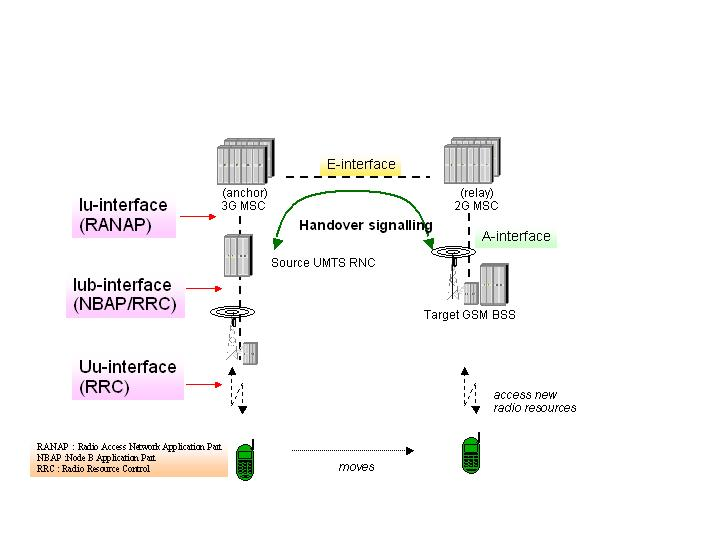 E-interface
(anchor)
3G MSC
(relay)
2G MSC
Iu-interface
(RANAP)
Handover signalling
A-interface
Source UMTS RNC
Iub-interface
(NBAP/RRC)
Target GSM BSS
Uu-interface
(RRC)
access new
radio resources
RANAP : Radio Access Network Application Part
NBAP :Node B Application Part
RRC : Radio Resource Control
moves